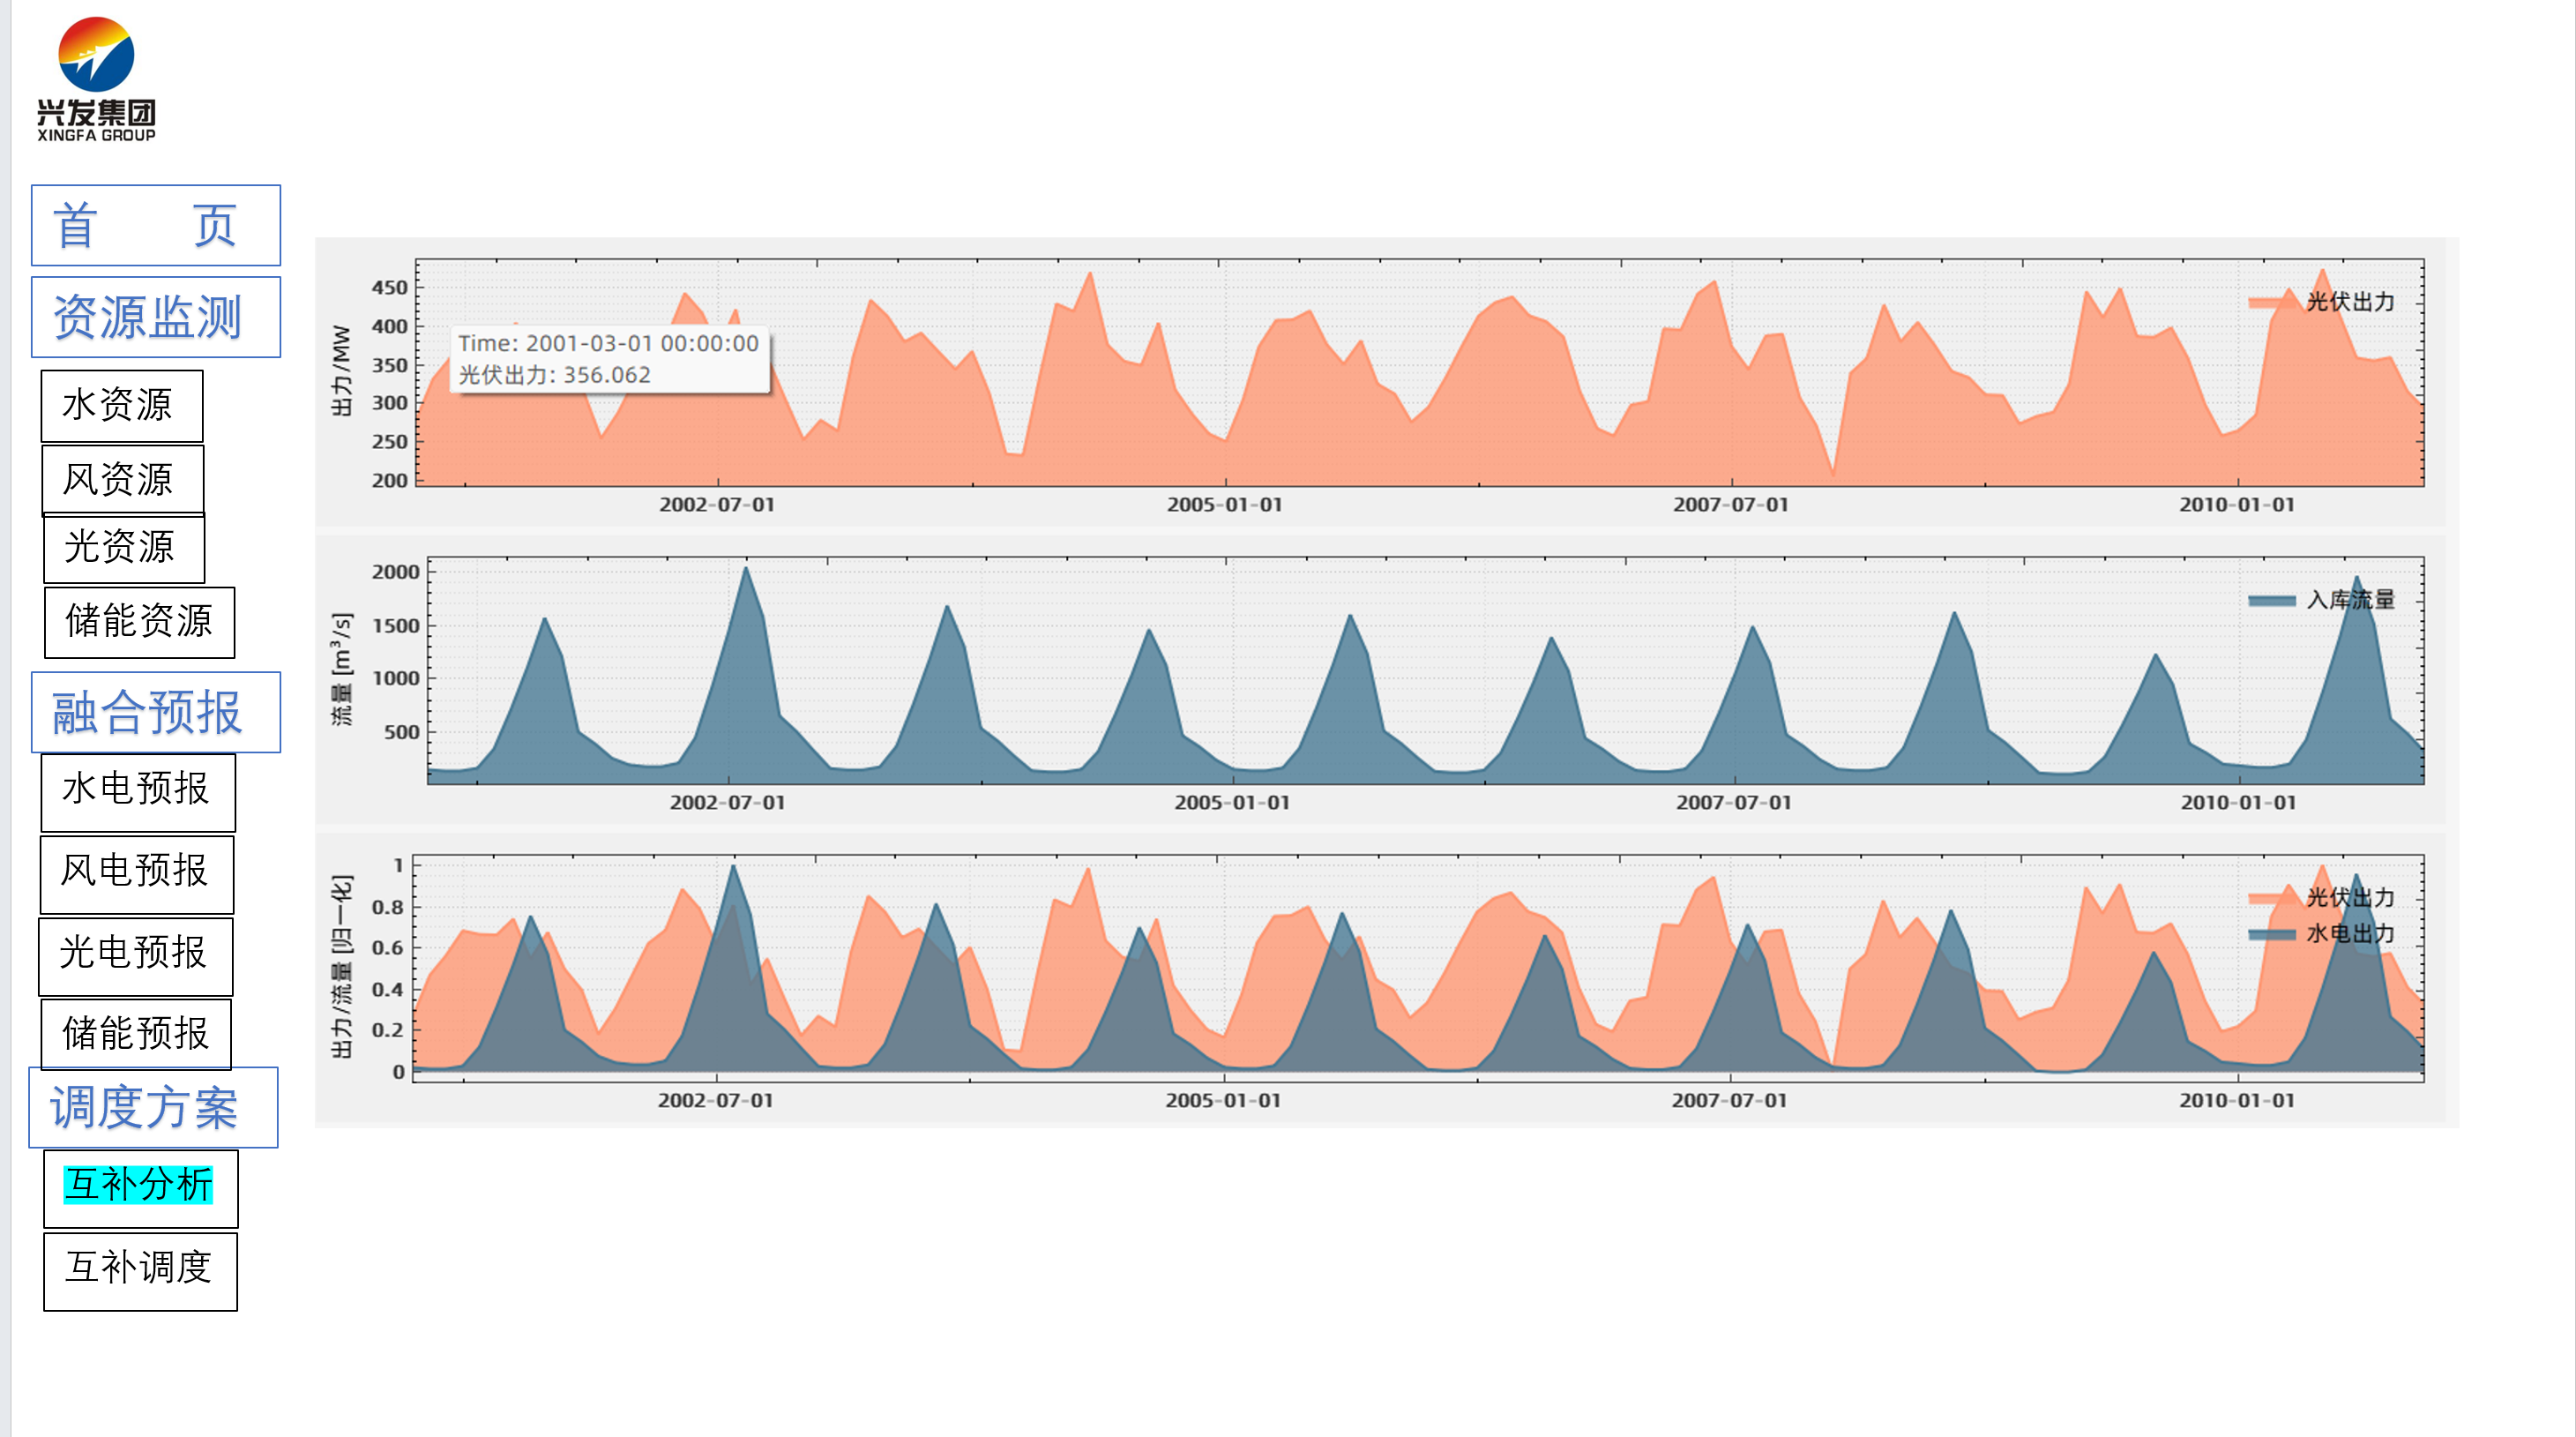 兴发集团
XINGFA GROUP
首 页
资源监测
水资源
风资源
光资源
储能资源
融合预报
水电预报
风电预报
光电预报
储能预报
调度方案
互补分析
互补调度
出力/MW
450
400
350
300
250
200
光伏出力
Time: 2001-03-01 00:00:00
光伏出力: 356.062
2002-07-01 2005-01-01 2007-07-01 2010-01-01
流量 [m³/s]
2000
1500
1000
500
入库流量
2002-07-01 2005-01-01 2007-07-01 2010-01-01
出力/流量 [归一化]
1
0.8
0.6
0.4
0.2
0
光伏出力
水电出力
2002-07-01 2005-01-01 2007-07-01 2010-01-01